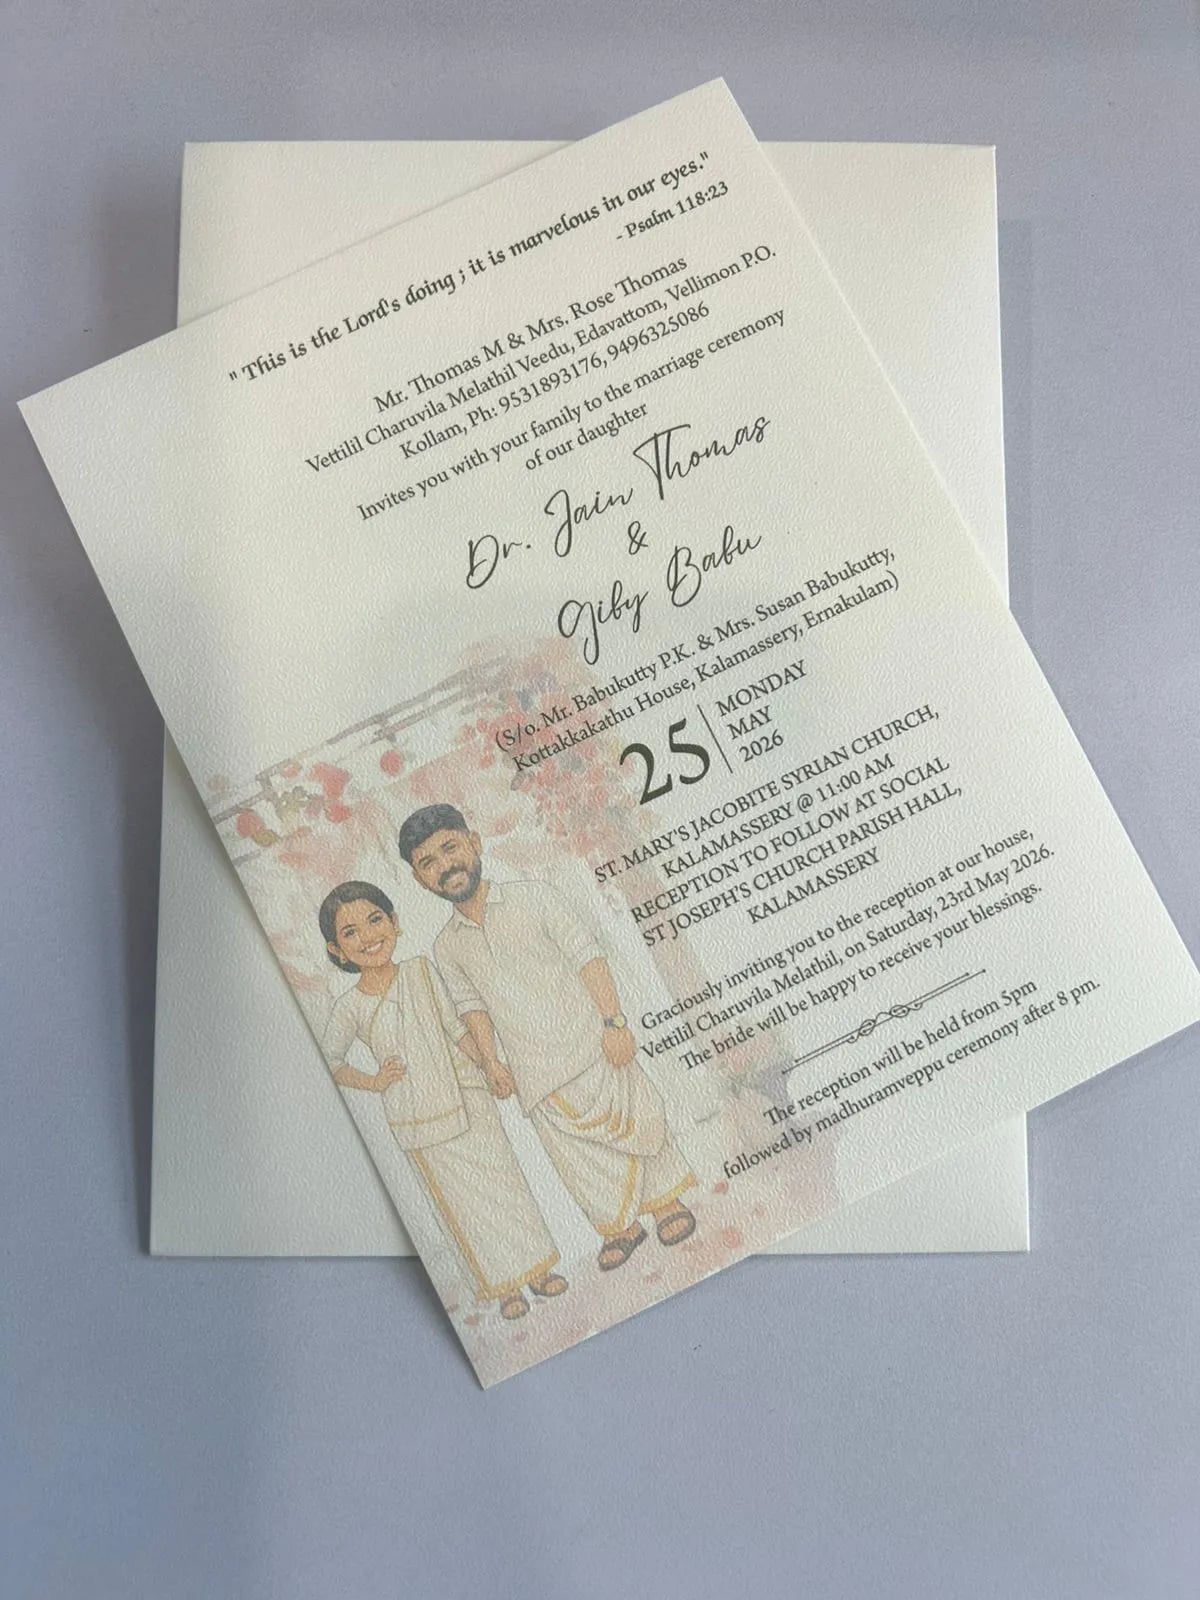 " This is the Lord's doing ; it is marvelous in our eyes."
- Psalm 118:23
Mr. Thomas M & Mrs. Rose Thomas
Vettilil Charuvila Melathil Veedu, Edavattom, Vellimon P.O.
Kollam, Ph: 9531893176, 9496325086
Invites you with your family to the marriage ceremony
of our daughter
Dr. Jain Thomas
&
Giby Babu
(S/o. Mr. Babukutty P.K. & Mrs. Susan Babukutty,
Kottakkakathu House, Kalamassery, Ernakulam)
25
MONDAY
MAY
2026
ST. MARY'S JACOBITE SYRIAN CHURCH,
KALAMASSERY @ 11:00 AM
RECEPTION TO FOLLOW AT SOCIAL
ST JOSEPH'S CHURCH PARISH HALL,
KALAMASSERY
Graciously inviting you to the reception at our house,
Vettilil Charuvila Melathil, on Saturday, 23rd May 2026.
The bride will be happy to receive your blessings.
The reception will be held from 5pm
followed by madhuramveppu ceremony after 8 pm.